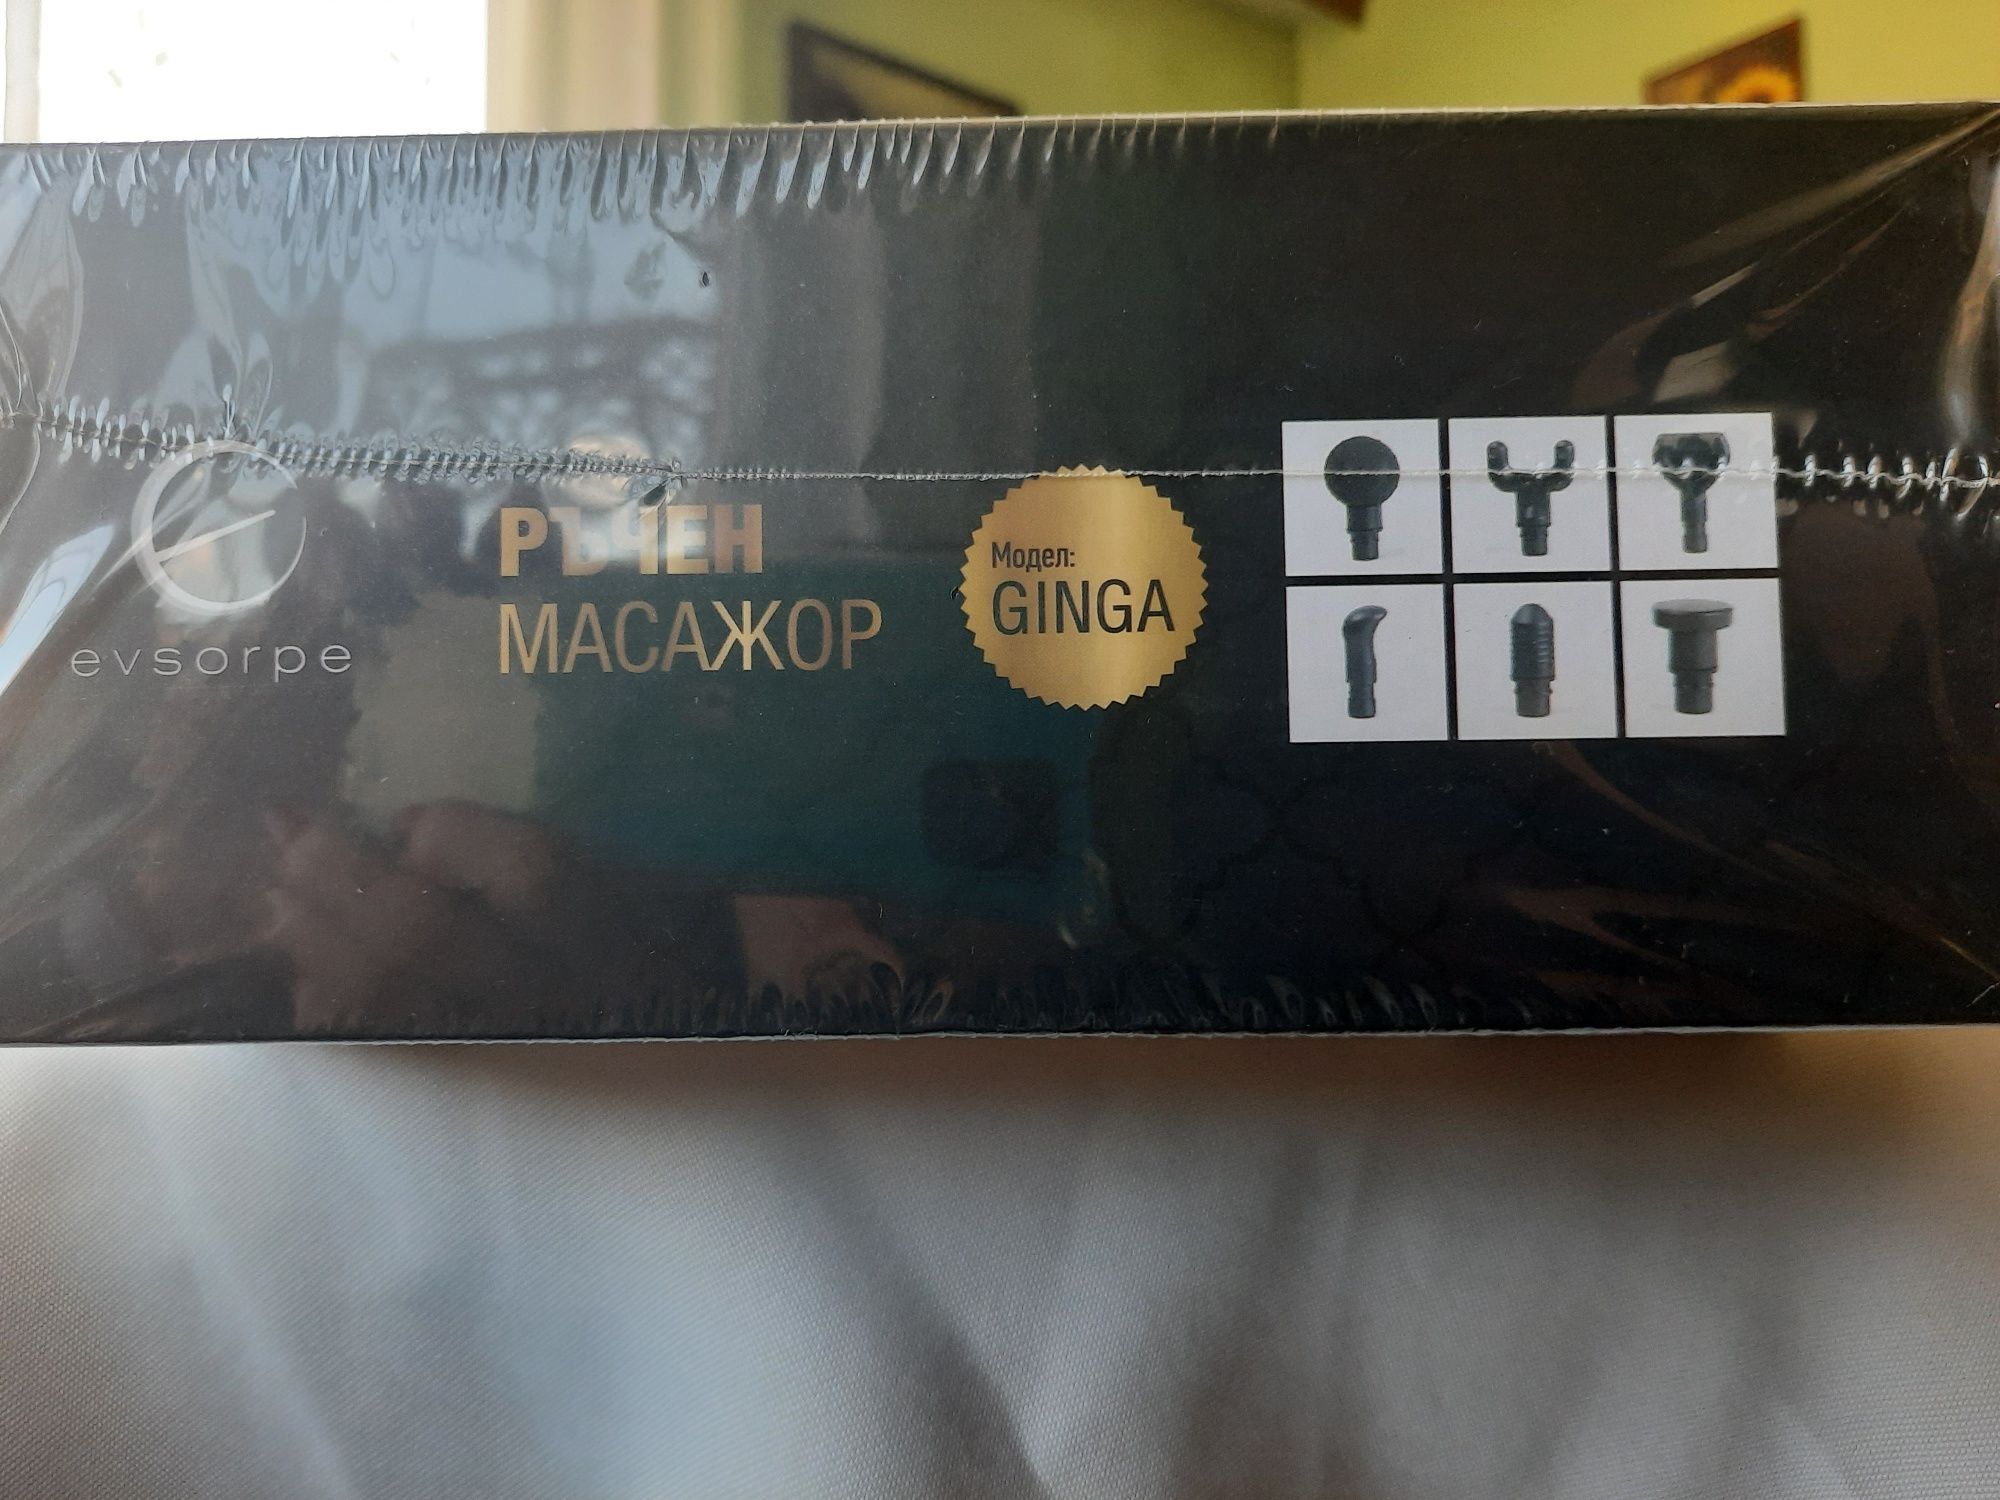 evsorpe
РЪЧЕН
МАСАЖОР
Модел:
GINGA